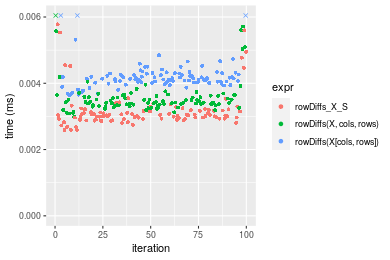 0.006
0.004
0.002
0.000
0
25
50
75
100
time (ms)
iteration
expr
rowDiffs_X_S
rowDiffs(X, cols, rows)
rowDiffs(X[cols, rows])